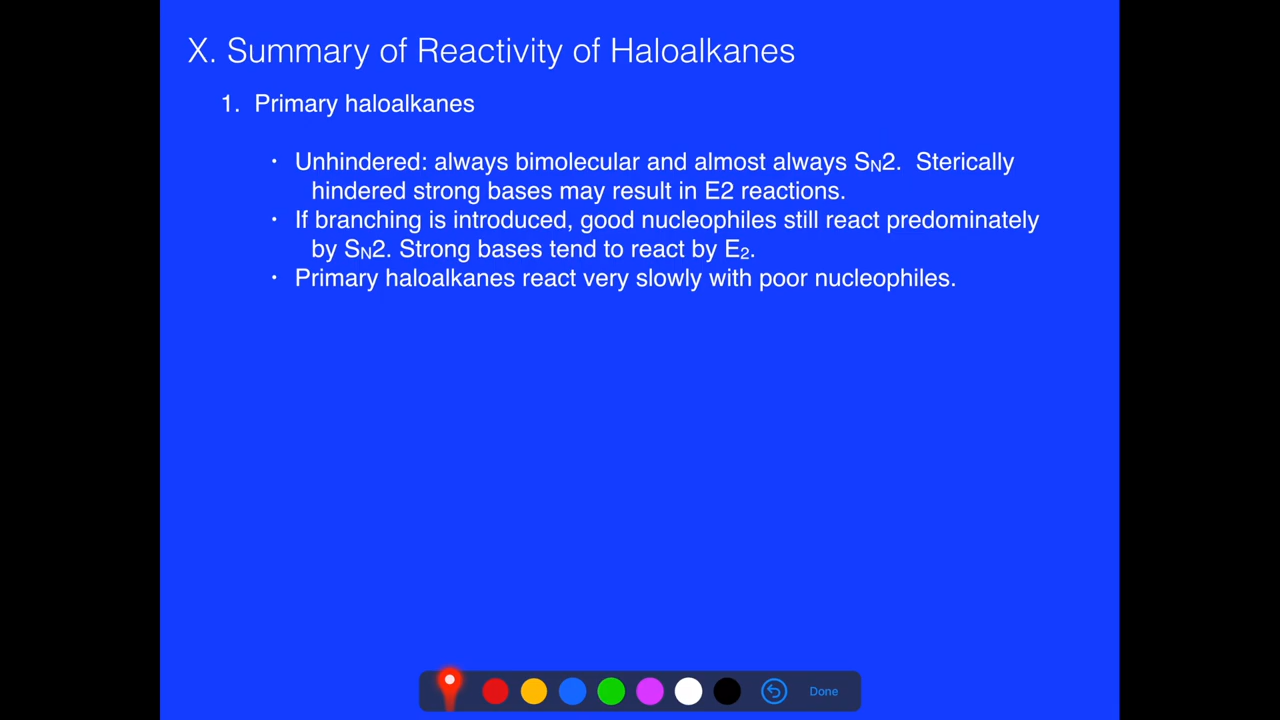 X. Summary of Reactivity of Haloalkanes
1. Primary haloalkanes
• Unhindered: always bimolecular and almost always SN2. Sterically
hindered strong bases may result in E2 reactions.
• If branching is introduced, good nucleophiles still react predominately
by SN2. Strong bases tend to react by E2.
• Primary haloalkanes react very slowly with poor nucleophiles.
Done